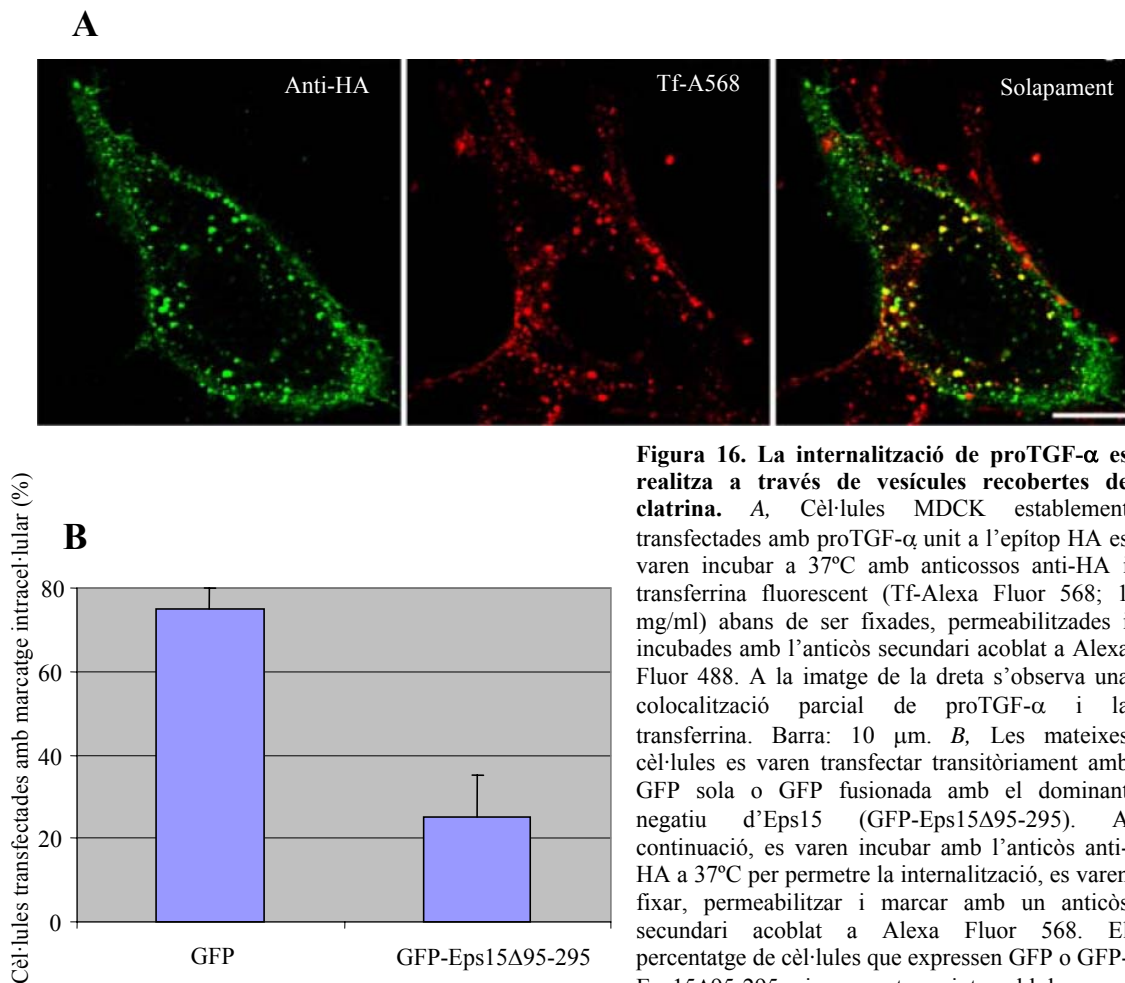 A
Anti-HA
Tf-A568
Solapament
Figura 16. La internalització de proTGF-α es
realitza a través de vesícules recobertes de
clatrina. A, Cèl·lules MDCK establement
transfectades amb proTGF-α unit a l'epítop HA es
varen incubar a 37ºC amb anticossos anti-HA i
transferrina fluorescent (Tf-Alexa Fluor 568; 1
mg/ml) abans de ser fixades, permeabilitzades i
incubades amb l'anticòs secundari acoblat a Alexa
Fluor 488. A la imatge de la dreta s'observa una
colocalització parcial de proTGF-α i la
transferrina. Barra: 10 μm. B, Les mateixes
cèl·lules es varen transfectar transitòriament amb
GFP sola o GFP fusionada amb el dominant
negatiu d'Eps15 (GFP-Eps15Δ95-295). A
continuació, es varen incubar amb l'anticòs anti-
HA a 37ºC per permetre la internalització, es varen
fixar, permeabilitzar i marcar amb un anticòs
secundari acoblat a Alexa Fluor 568. El
percentatge de cèl·lules que expressen GFP o GFP-
B
Cèl·lules transfectades amb marcatge intracel·lular (%)
80
60
40
20
0
GFP
GFP-Eps15Δ95-295